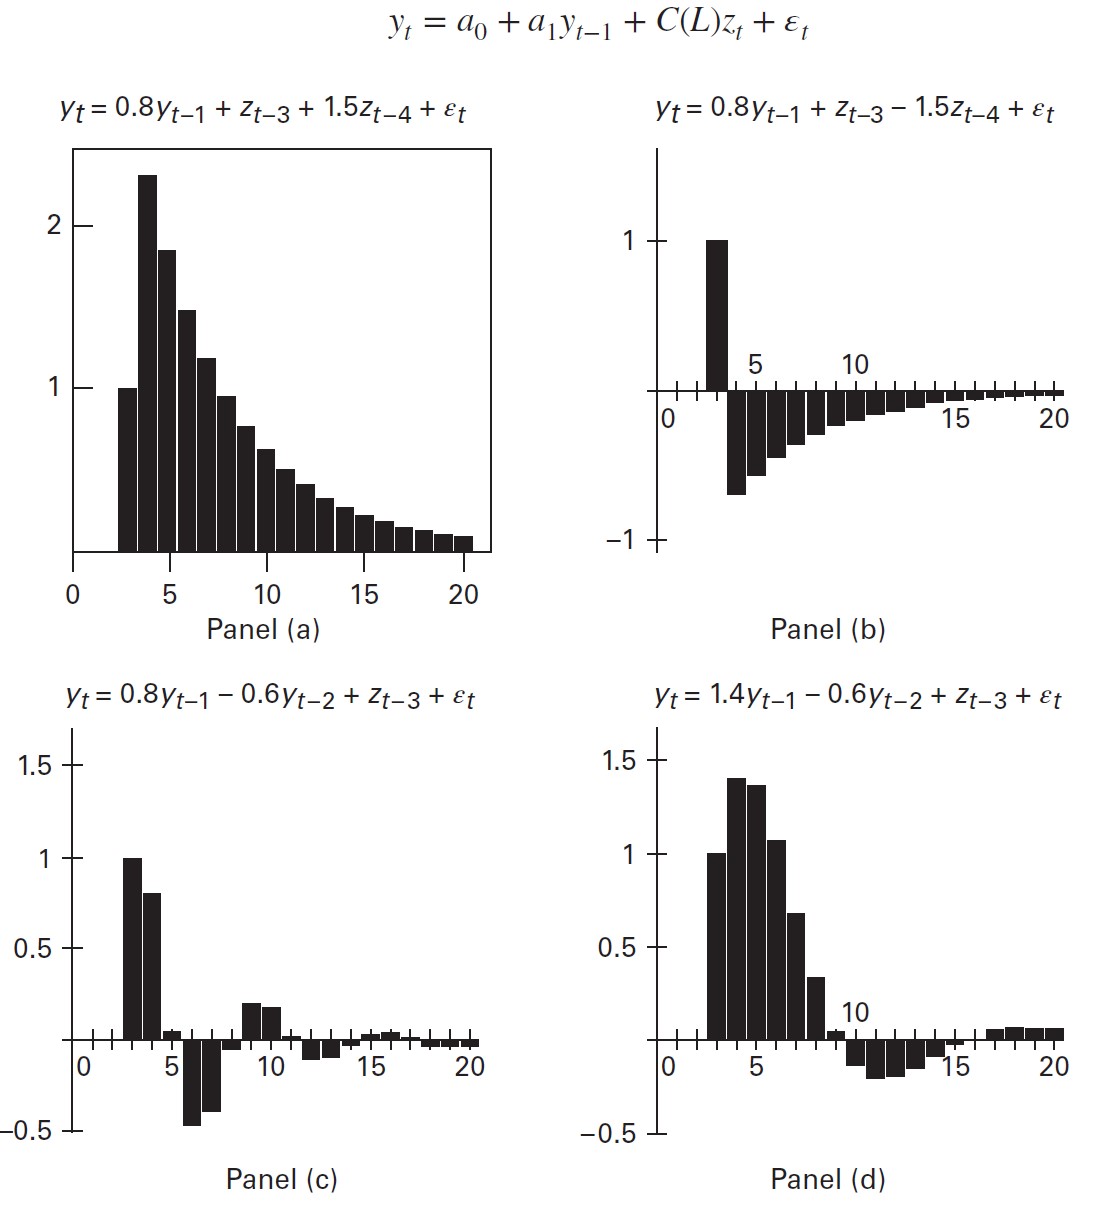 yₜ = a₀ + a₁yₜ₋₁ + C(L)zₜ + εₜ
yₜ = 0.8yₜ₋₁ + zₜ₋₃ + 1.5zₜ₋₄ + εₜ
2
1
0 5 10 15 20
Panel (a)
yₜ = 0.8yₜ₋₁ + zₜ₋₃ − 1.5zₜ₋₄ + εₜ
1
5 10
0 15 20
−1
Panel (b)
yₜ = 0.8yₜ₋₁ − 0.6yₜ₋₂ + zₜ₋₃ + εₜ
1.5
1
0.5
0 5 10 15 20
−0.5
Panel (c)
yₜ = 1.4yₜ₋₁ − 0.6yₜ₋₂ + zₜ₋₃ + εₜ
1.5
1
0.5
10
0 5 15 20
−0.5
Panel (d)